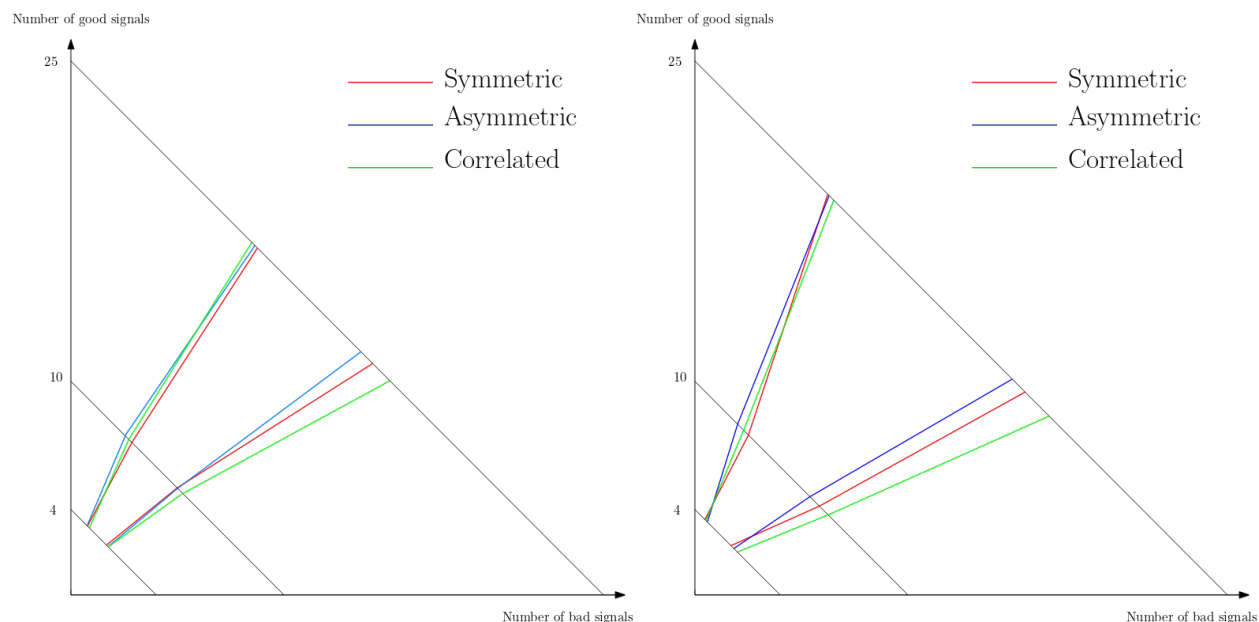 Number of good signals
25
10
4
Symmetric
Asymmetric
Correlated
Number of bad signals
Number of good signals
25
10
4
Symmetric
Asymmetric
Correlated
Number of bad signals